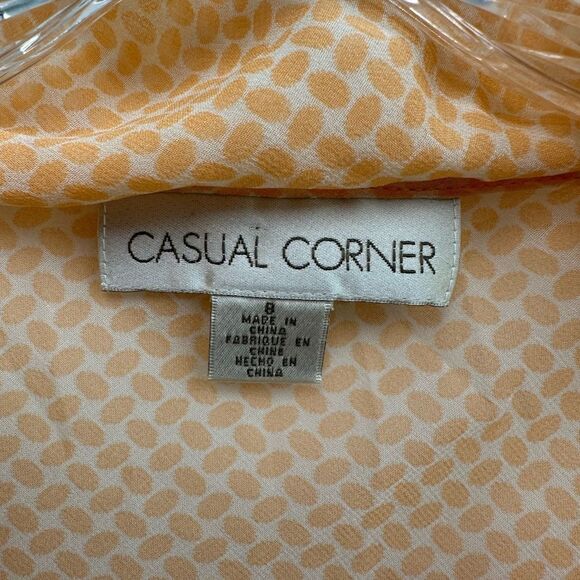 CASUAL CORNER
8
MADE IN
CHINA
FABRIQUE EN
CHINE
HECHO EN
CHINA